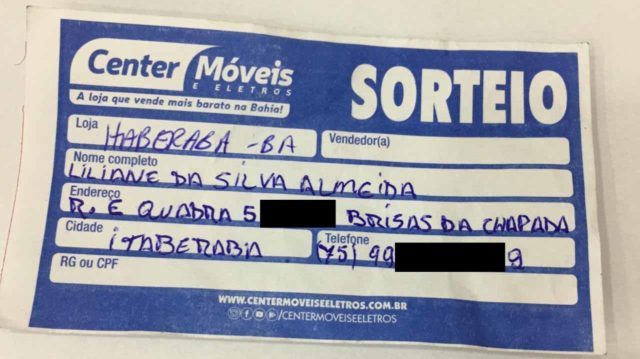 Center Móveis
E ELETROS
A loja que vende mais barato na Bahia!
SORTEIO
Loja
ITABERABA - BA
Vendedor(a)
Nome completo
LILIANE DA SILVA ALMEIDA
Endereço
R. E QUADRA 5 BRISAS DA CHAPADA
Cidade
ITABERABA
Telefone
(75) 99 9
RG ou CPF
WWW.CENTERMOVEISEELETROS.COM.BR
/CENTERMOVEISEELETROS